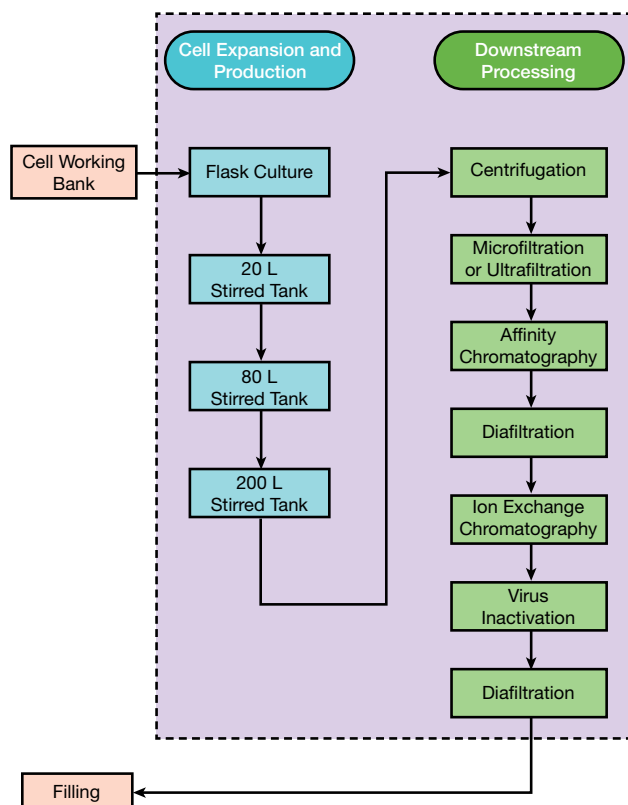 Cell Expansion and
Production
Downstream
Processing
Cell Working
Bank
Flask Culture
20 L
Stirred Tank
80 L
Stirred Tank
200 L
Stirred Tank
Centrifugation
Microfiltration
or Ultrafiltration
Affinity
Chromatography
Diafiltration
Ion Exchange
Chromatography
Virus
Inactivation
Diafiltration
Filling